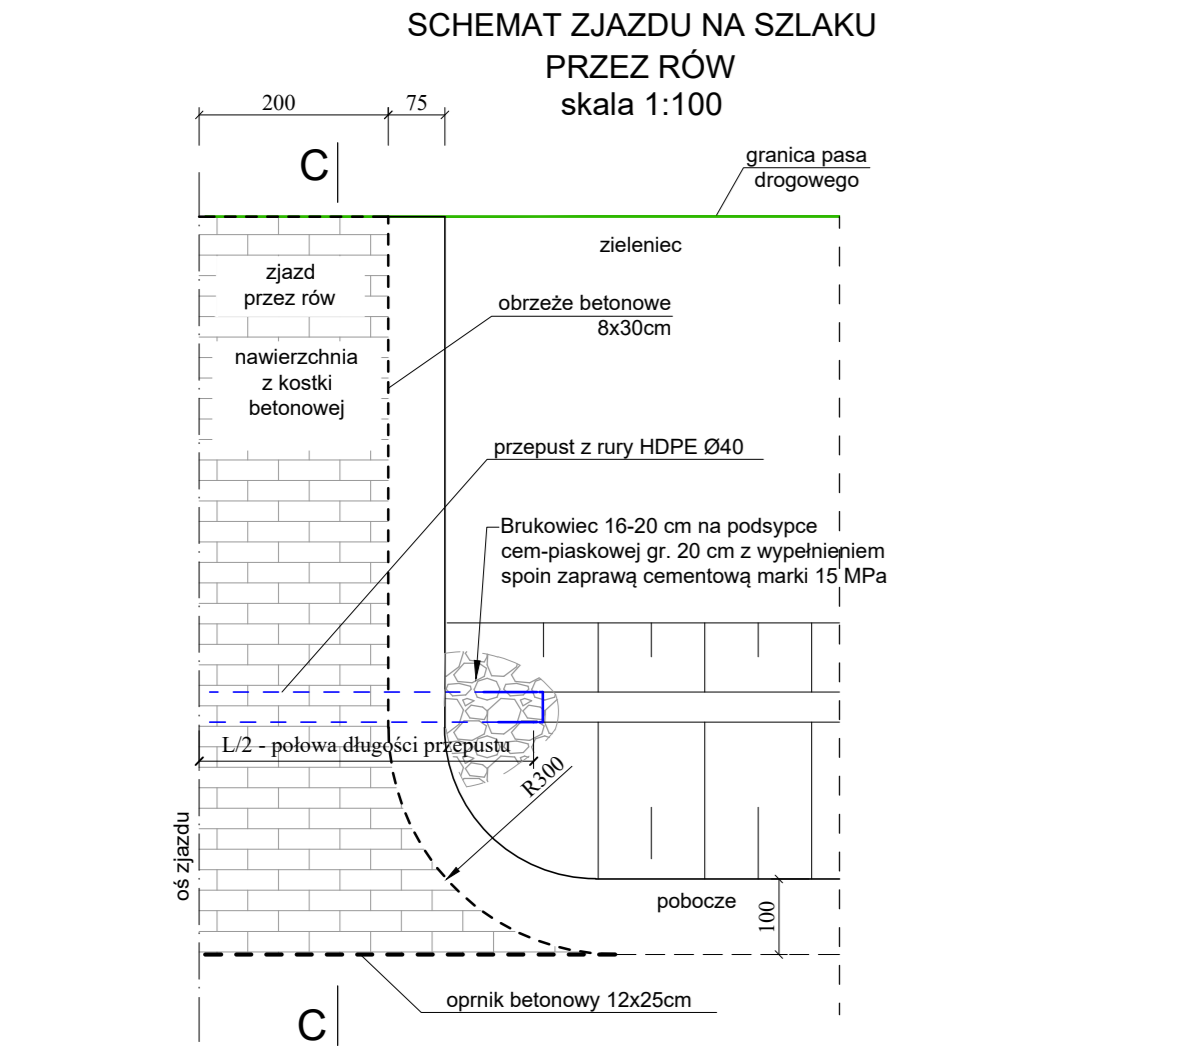 SCHEMAT ZJAZDU NA SZLAKU
PRZEZ RÓW
skala 1:100
200
75
C
granica pasa
drogowego
zieleniec
zjazd
przez rów
obrzeże betonowe
8x30cm
nawierzchnia
z kostki
betonowej
przepust z rury HDPE Ø40
Brukowiec 16-20 cm na podsypce
cem-piaskowej gr. 20 cm z wypełnieniem
spoin zaprawą cementową marki 15 MPa
L/2 - połowa długości przepustu
R300
oś zjazdu
pobocze
100
oprnik betonowy 12x25cm
C